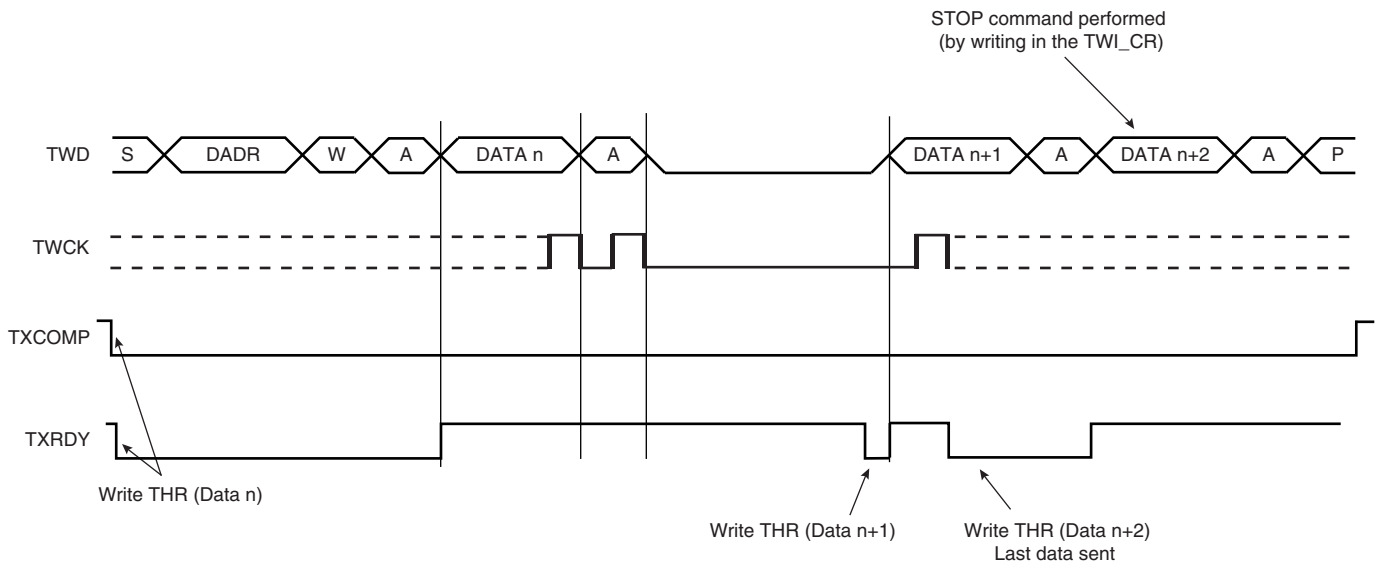 STOP command performed
(by writing in the TWI_CR)
TWD S DADR W A DATA n A DATA n+1 A DATA n+2 A P
TWCK
TXCOMP
TXRDY
Write THR (Data n)
Write THR (Data n+1) Write THR (Data n+2)
Last data sent